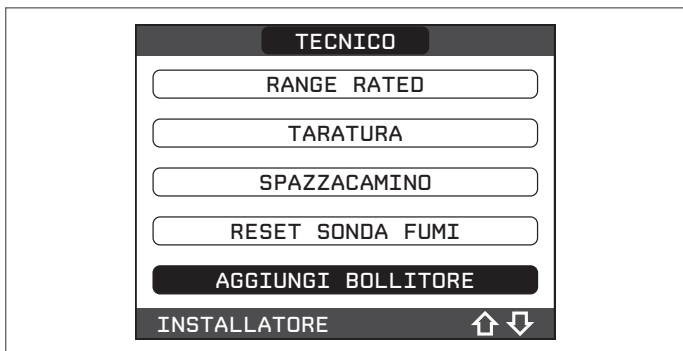 TECNICO
RANGE RATED
TARATURA
SPAZZACAMINO
RESET SONDA FUMI
AGGIUNGI BOLLITORE
INSTALLATORE